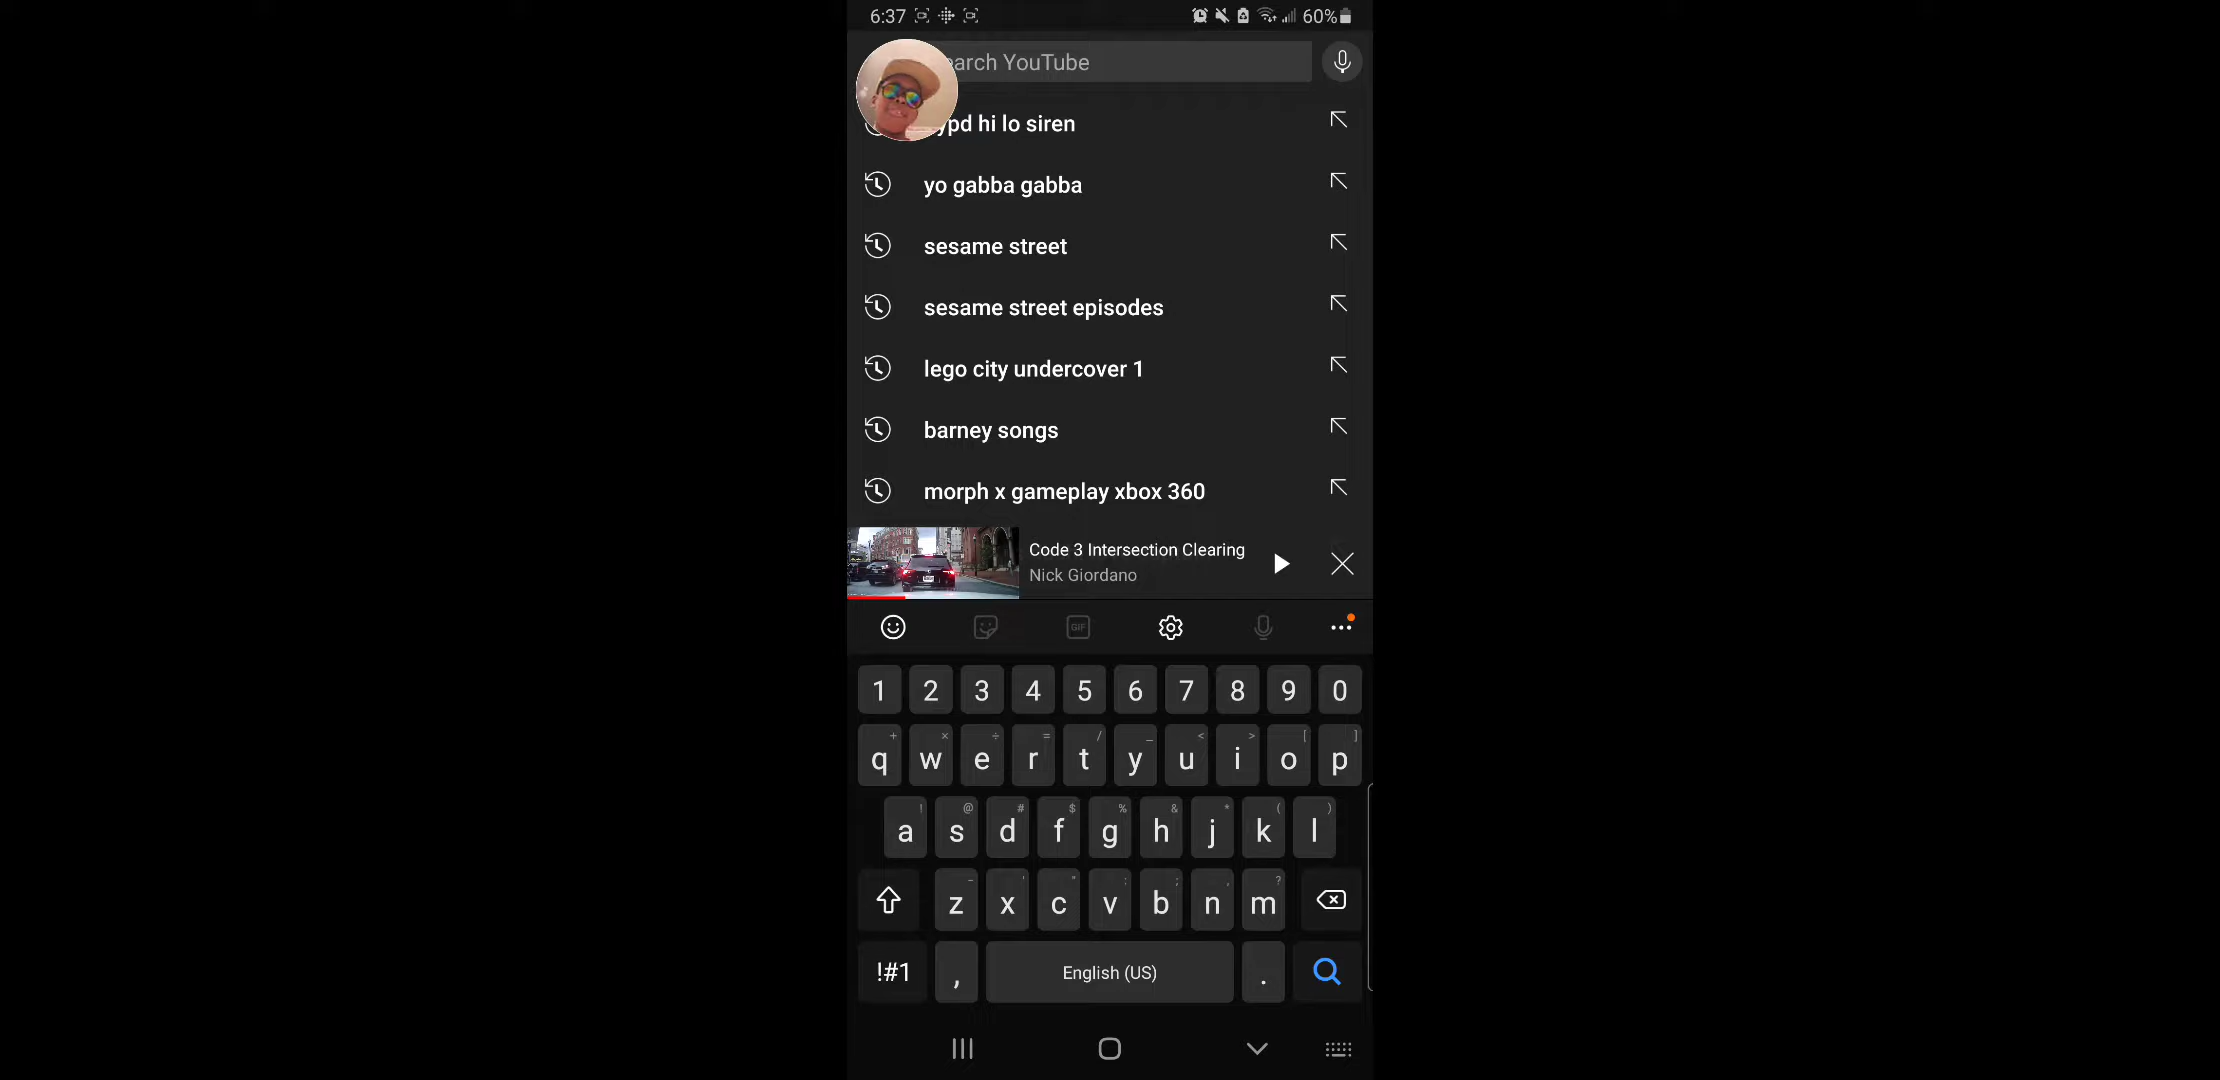 6:37 60%
arch YouTube
ypd hi lo siren
yo gabba gabba
sesame street
sesame street episodes
lego city undercover 1
barney songs
morph x gameplay xbox 360
Code 3 Intersection Clearing
Nick Giordano
GIF
1 2 3 4 5 6 7 8 9 0
+ × ÷ = / _ < > [ ]
q w e r t y u i o p
! @ # $ % & * ( )
a s d f g h j k l
- ' " : ; , ?
z x c v b n m
!#1 , English (US) .